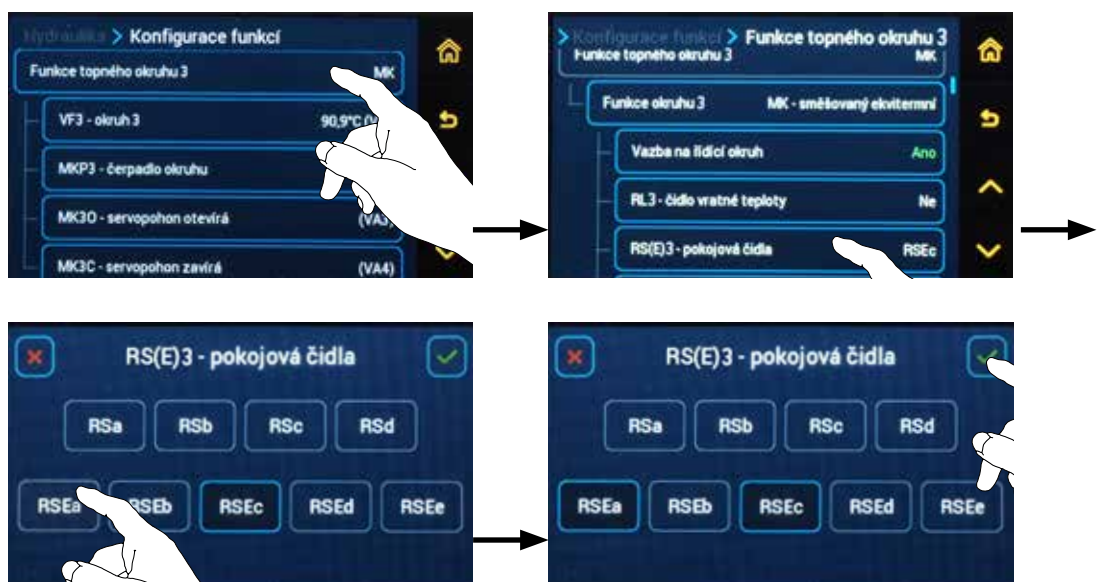 Hydraulika > Konfigurace funkcí
Funkce topného okruhu 3 MK
VF3 - okruh 3 90,9°C (V
MKP3 - čerpadlo okruhu
MK3O - servopohon otevírá (VA3)
MK3C - servopohon zavírá (VA4)
> Konfigurace funkcí > Funkce topného okruhu 3
Funkce topného okruhu 3 MK
Funkce okruhu 3 MK - směšovaný ekvitermní
Vazba na řídicí okruh Ano
RL3 - čidlo vratné teploty Ne
RS(E)3 - pokojová čidla RSEc
RS(E)3 - pokojová čidla
RSa RSb RSc RSd
RSEa RSEb RSEc RSEd RSEe
RS(E)3 - pokojová čidla
RSa RSb RSc RSd
RSEa RSEb RSEc RSEd RSEe